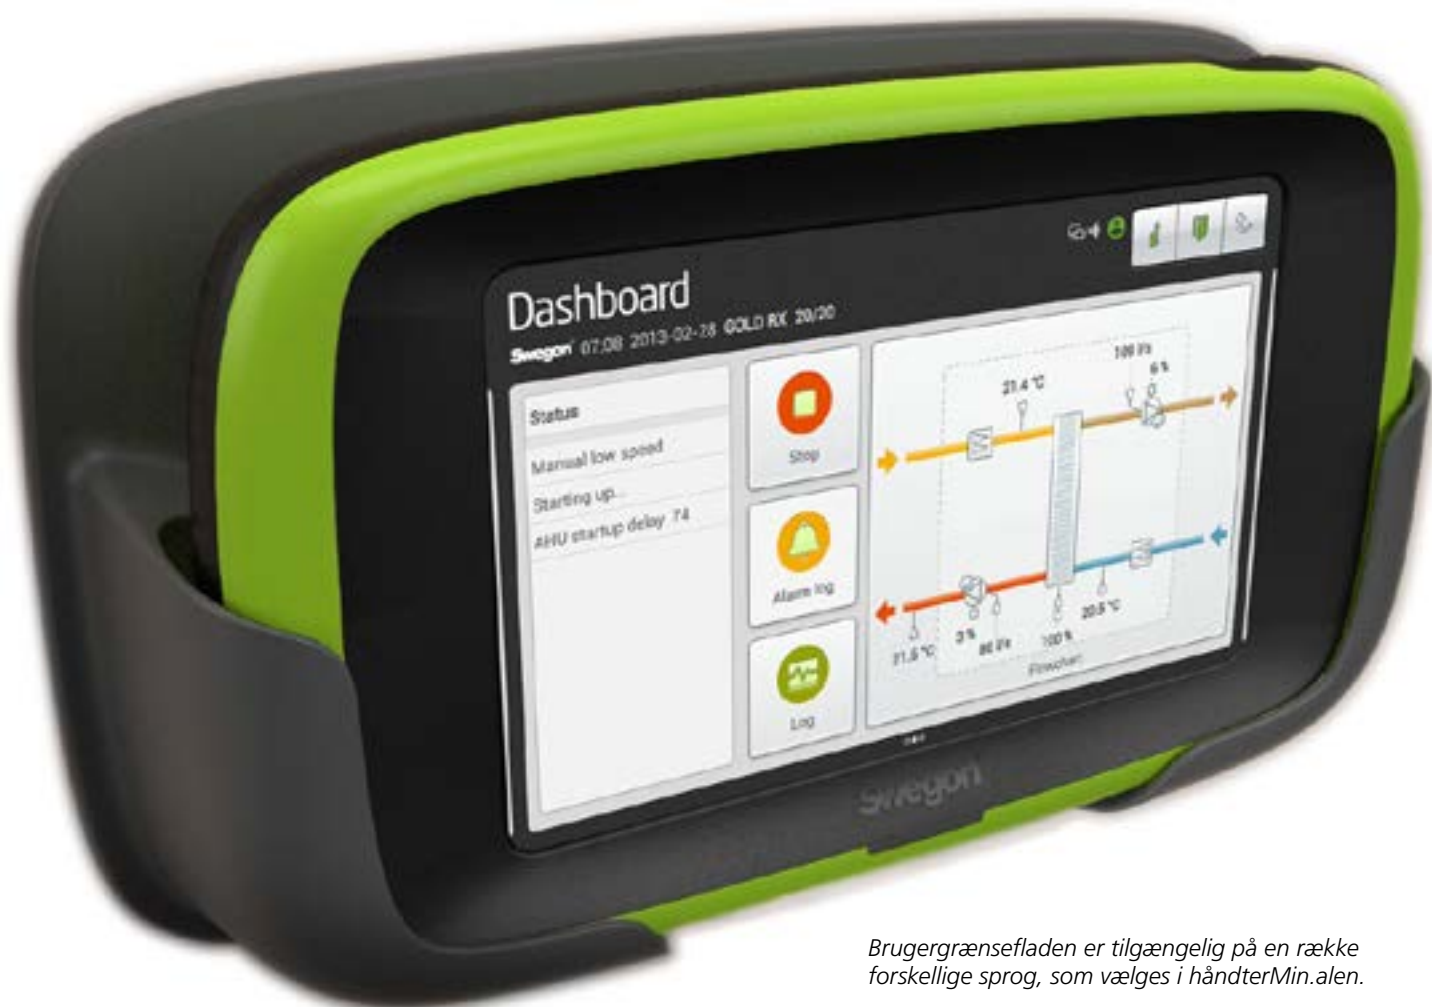 Dashboard
Swegon 07:08 2013-02-28 GOLD RX 20/20
Status
Manual low speed
Starting up...
AHU startup delay 74
Stop
Alarm log
Log
21.4 °C
100 l/s
6 %
21.5 °C
3 %
80 l/s
100 %
20.5 °C
Flowchart
Swegon
Brugergrænsefladen er tilgængelig på en række
forskellige sprog, som vælges i håndterMin.alen.